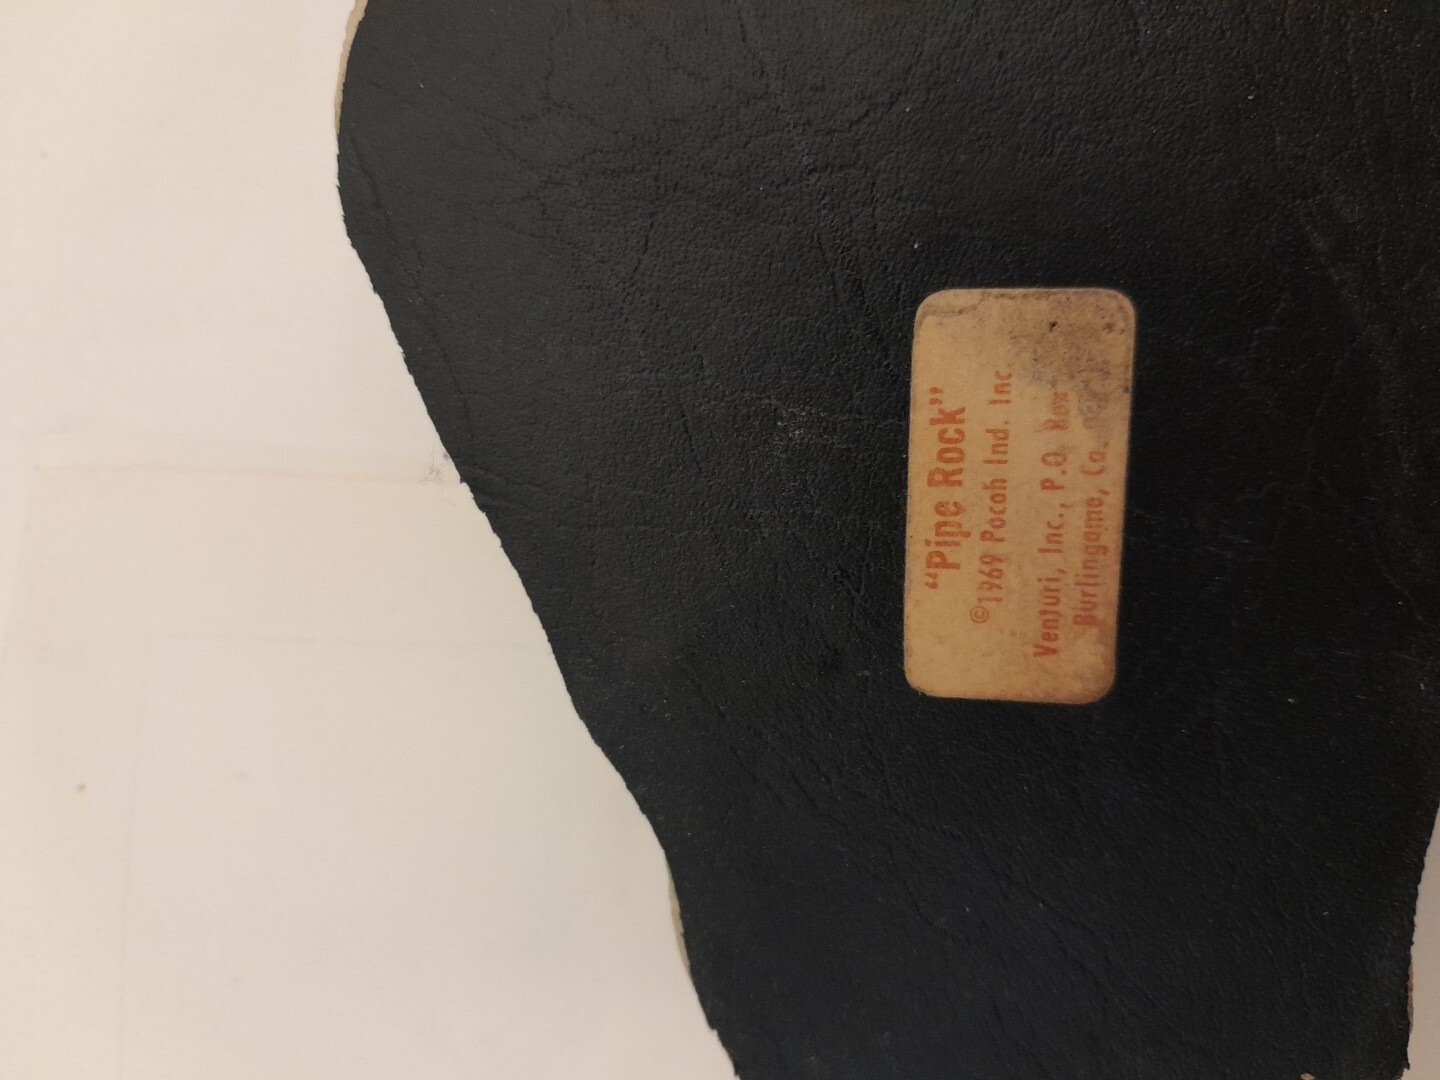 “Pipe Rock”
©1969 Pocoh Ind. Inc.
Venturi, Inc., P.O. Box
Burlingame, Ca.